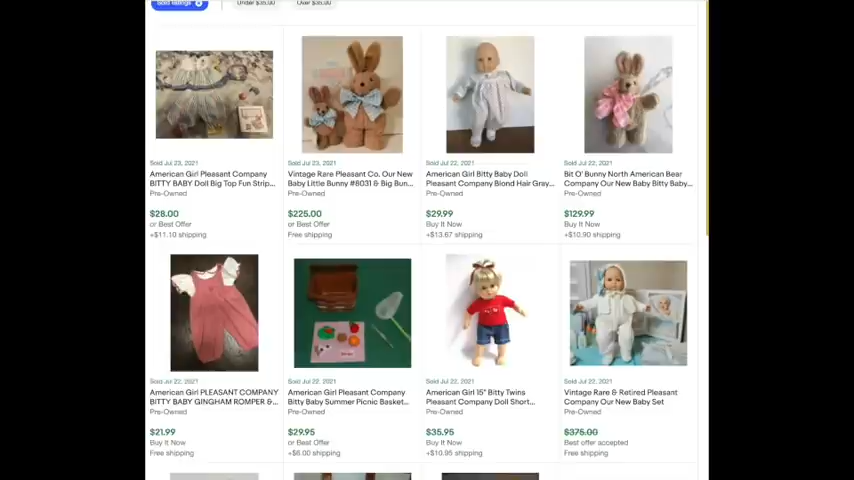 Sold listings
Under $35.00
Over $35.00
Sold Jul 23, 2021
American Girl Pleasant Company
BITTY BABY Doll Big Top Fun Strip...
Pre-Owned
$28.00
or Best Offer
+$11.10 shipping
Sold Jul 23, 2021
Vintage Rare Pleasant Co. Our New
Baby Little Bunny #8031 & Big Bun...
Pre-Owned
$225.00
or Best Offer
Free shipping
Sold Jul 22, 2021
American Girl Bitty Baby Doll
Pleasant Company Blond Hair Gray...
Pre-Owned
$29.99
Buy It Now
+$13.67 shipping
Sold Jul 22, 2021
Bit O' Bunny North American Bear
Company Our New Baby Bitty Baby...
Pre-Owned
$129.99
Buy It Now
+$10.90 shipping
Sold Jul 22, 2021
American Girl PLEASANT COMPANY
BITTY BABY GINGHAM ROMPER &...
Pre-Owned
$21.99
Buy It Now
Free shipping
Sold Jul 22, 2021
American Girl Pleasant Company
Bitty Baby Summer Picnic Basket...
Pre-Owned
$29.95
or Best Offer
+$6.00 shipping
Sold Jul 22, 2021
American Girl 15" Bitty Twins
Pleasant Company Doll Short...
Pre-Owned
$35.95
Buy It Now
+$10.95 shipping
Sold Jul 22, 2021
Vintage Rare & Retired Pleasant
Company Our New Baby Set
Pre-Owned
$375.00
Best offer accepted
Free shipping